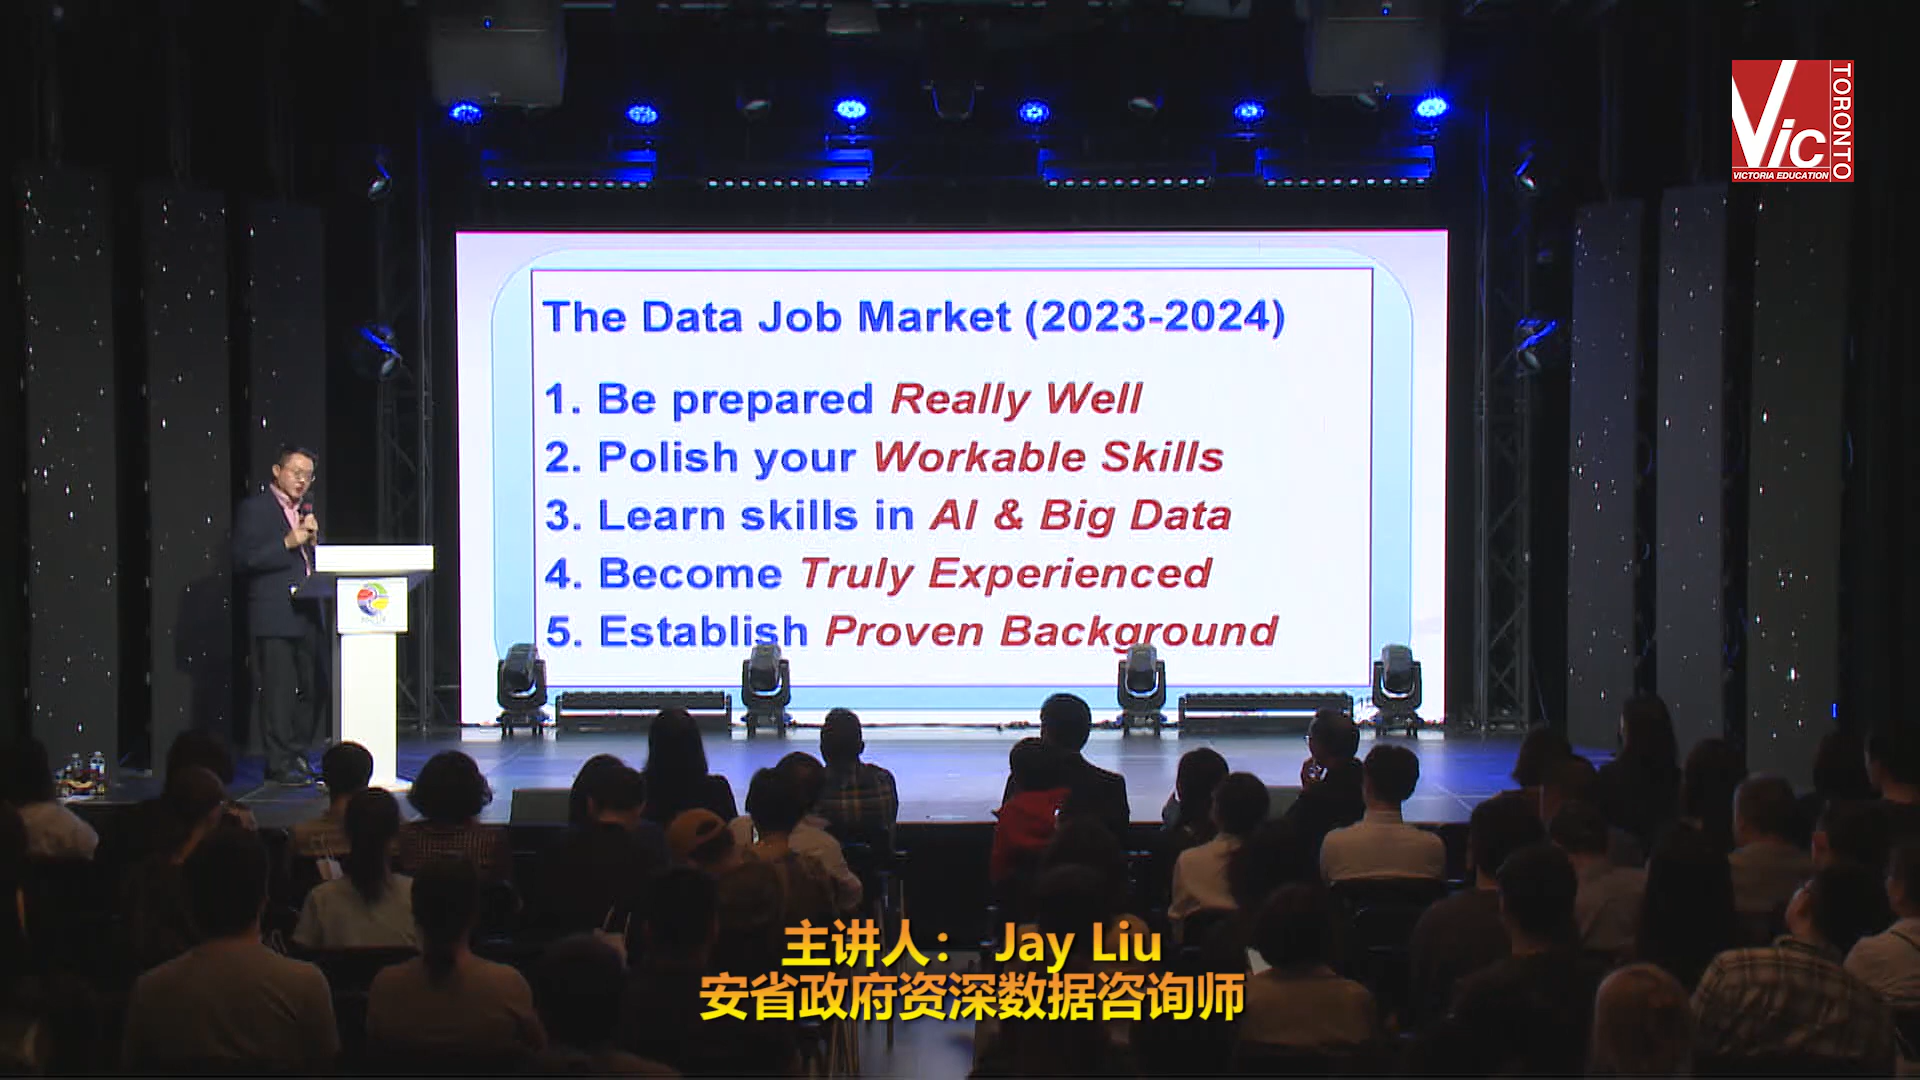 TORONTO
Vic
VICTORIA EDUCATION
The Data Job Market (2023-2024)
1. Be prepared Really Well
2. Polish your Workable Skills
3. Learn skills in AI & Big Data
4. Become Truly Experienced
5. Establish Proven Background
主讲人： Jay Liu
安省政府资深数据咨询师